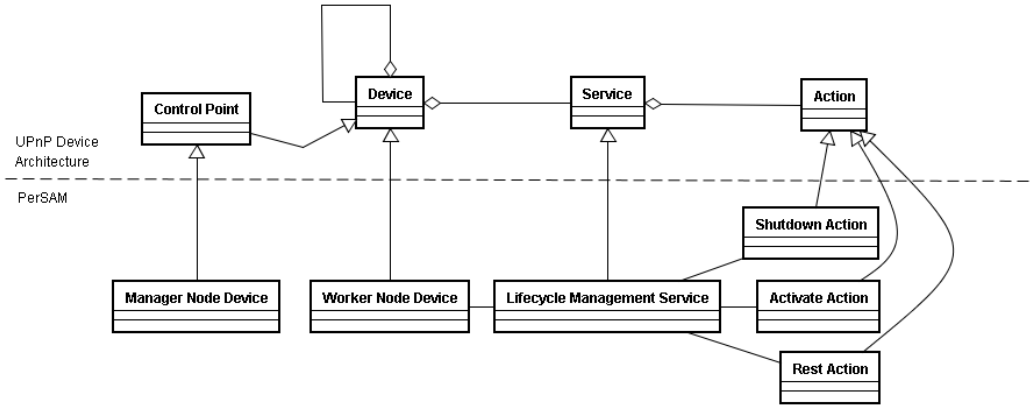 Device
Service
Action
Control Point
UPnP Device
Architecture
PerSAM
Shutdown Action
Manager Node Device
Worker Node Device
Lifecycle Management Service
Activate Action
Rest Action